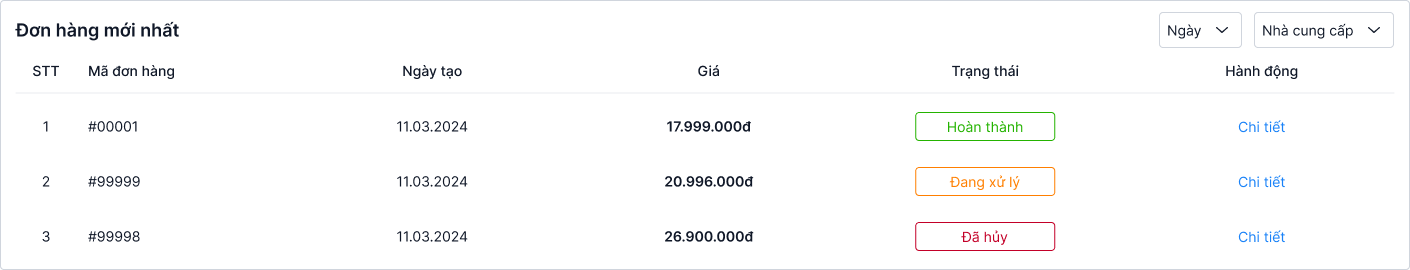 Đơn hàng mới nhất Ngày Nhà cung cấp
STT Mã đơn hàng Ngày tạo Giá Trạng thái Hành động
1 #00001 11.03.2024 17.999.000đ Hoàn thành Chi tiết
2 #99999 11.03.2024 20.996.000đ Đang xử lý Chi tiết
3 #99998 11.03.2024 26.900.000đ Đã hủy Chi tiết